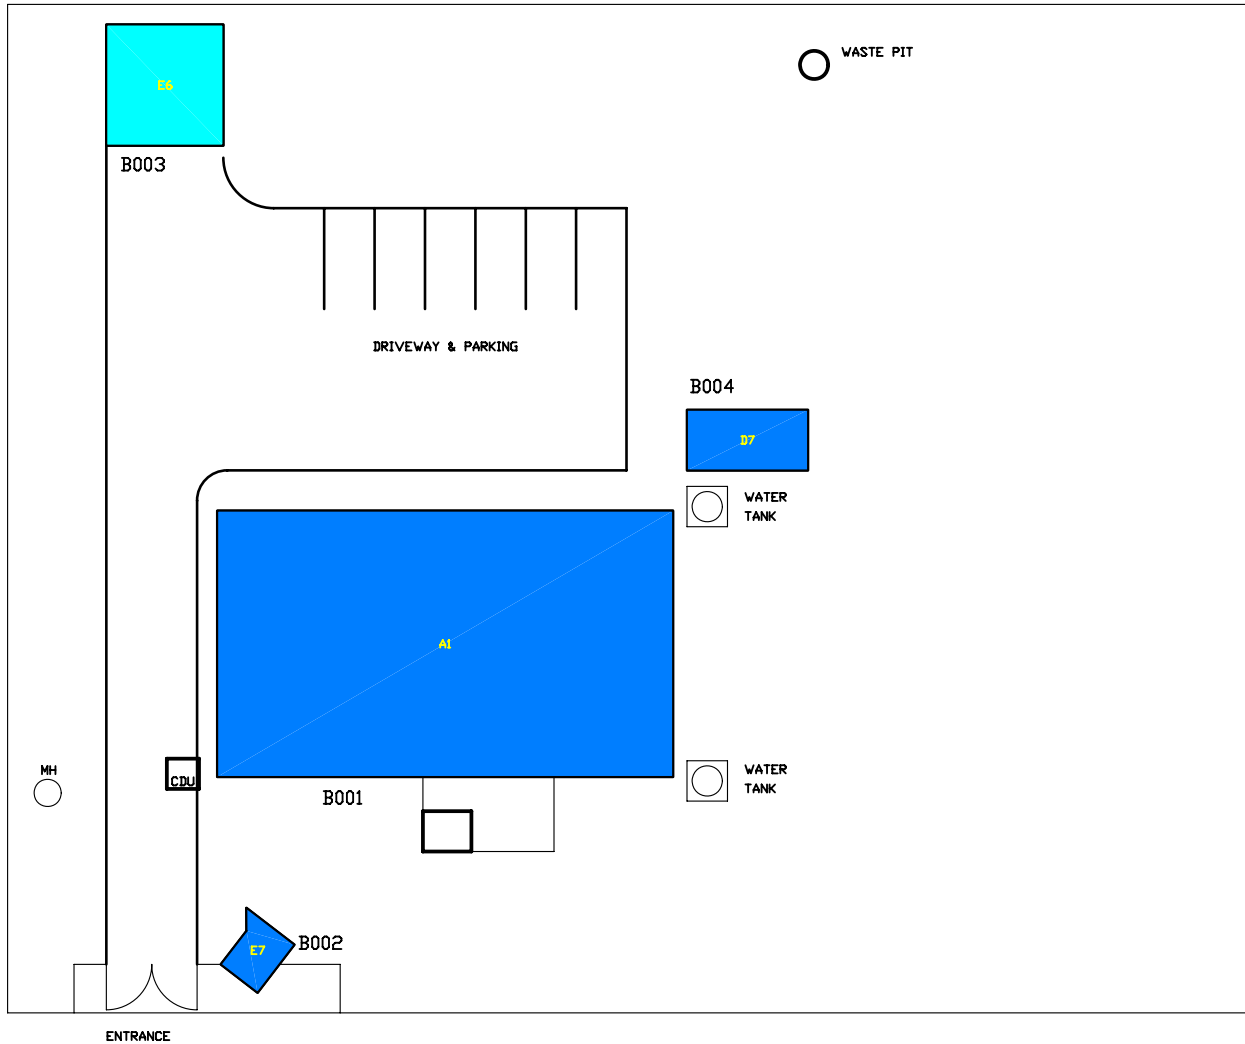 WASTE PIT
E6
B003
DRIVEWAY & PARKING
B004
D7
WATER
TANK
A1
MH
CDU
WATER
TANK
B001
B002
E7
ENTRANCE